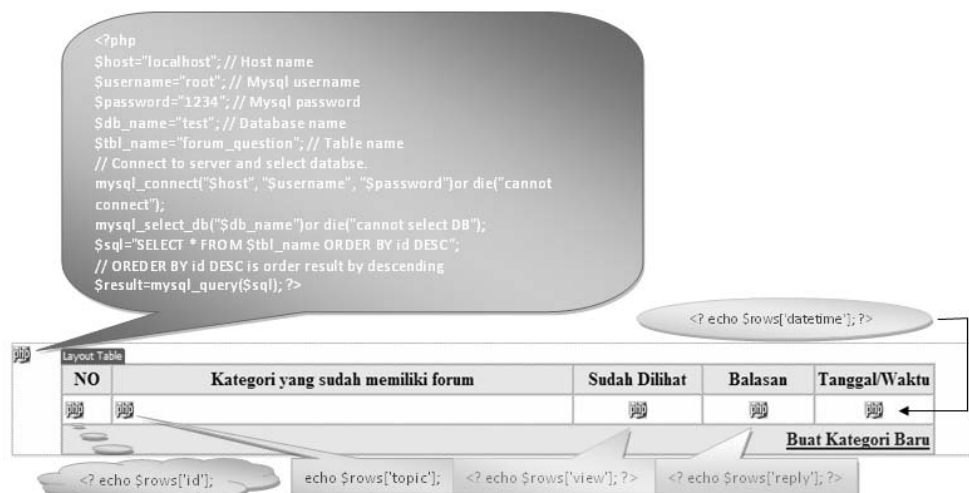 <?php
$host="localhost"; // Host name
$username="root"; // Mysql username
$password="1234"; // Mysql password
$db_name="test"; // Database name
$tbl_name="forum_question"; // Table name
// Connect to server and select databse.
mysql_connect("$host", "$username", "$password")or die("cannot
connect");
mysql_select_db("$db_name")or die("cannot select DB");
$sql="SELECT * FROM $tbl_name ORDER BY id DESC";
// OREDER BY id DESC is order result by descending
$result=mysql_query($sql); ?>
<? echo $rows['datetime']; ?>
php
Layout Table
NO Kategori yang sudah memiliki forum Sudah Dilihat Balasan Tanggal/Waktu
php php php php php
Buat Kategori Baru
<? echo $rows['id']; echo $rows['topic']; <? echo $rows['view']; ?> <? echo $rows['reply']; ?>